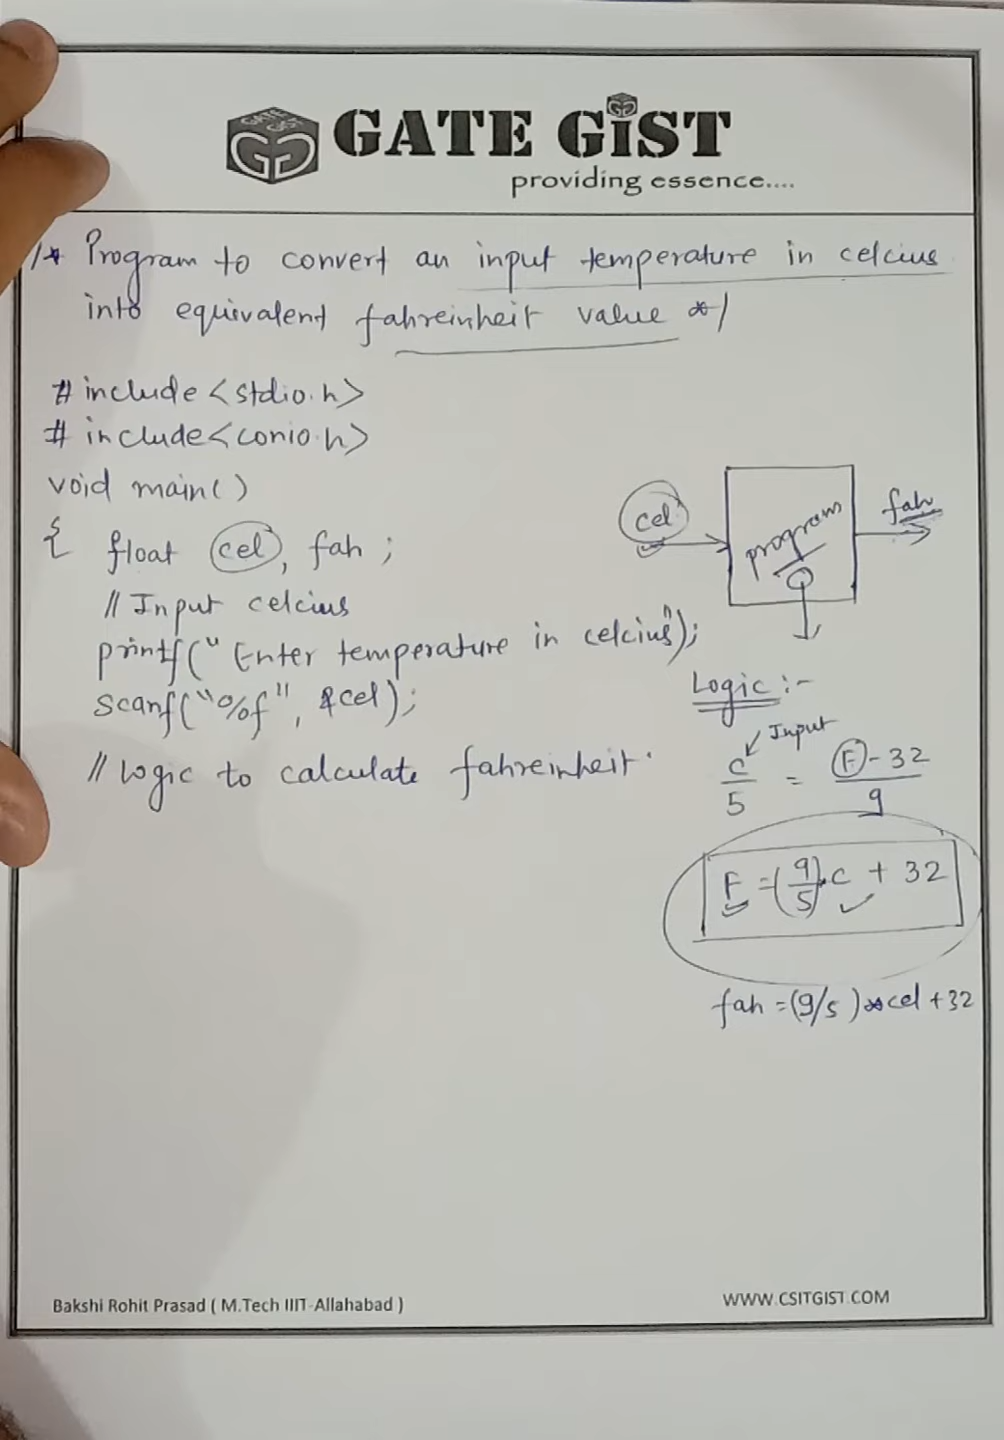 GATE GIST
providing essence....
/* Program to convert an input temperature in celcius
into equivalent fahreinheit value */
# include <stdio.h>
# include <conio.h>
void main()
{ float cel, fah ;
// Input celcius
printf(" Enter temperature in celcius");
scanf("%f", &cel);
// logic to calculate fahreinheit.
cel
program
fah
Logic :-
Input
C/5 = F-32/9
F = (9/5).C + 32
fah = (9/5)*cel+32
Bakshi Rohit Prasad ( M.Tech IIIT-Allahabad )
WWW.CSITGIST.COM